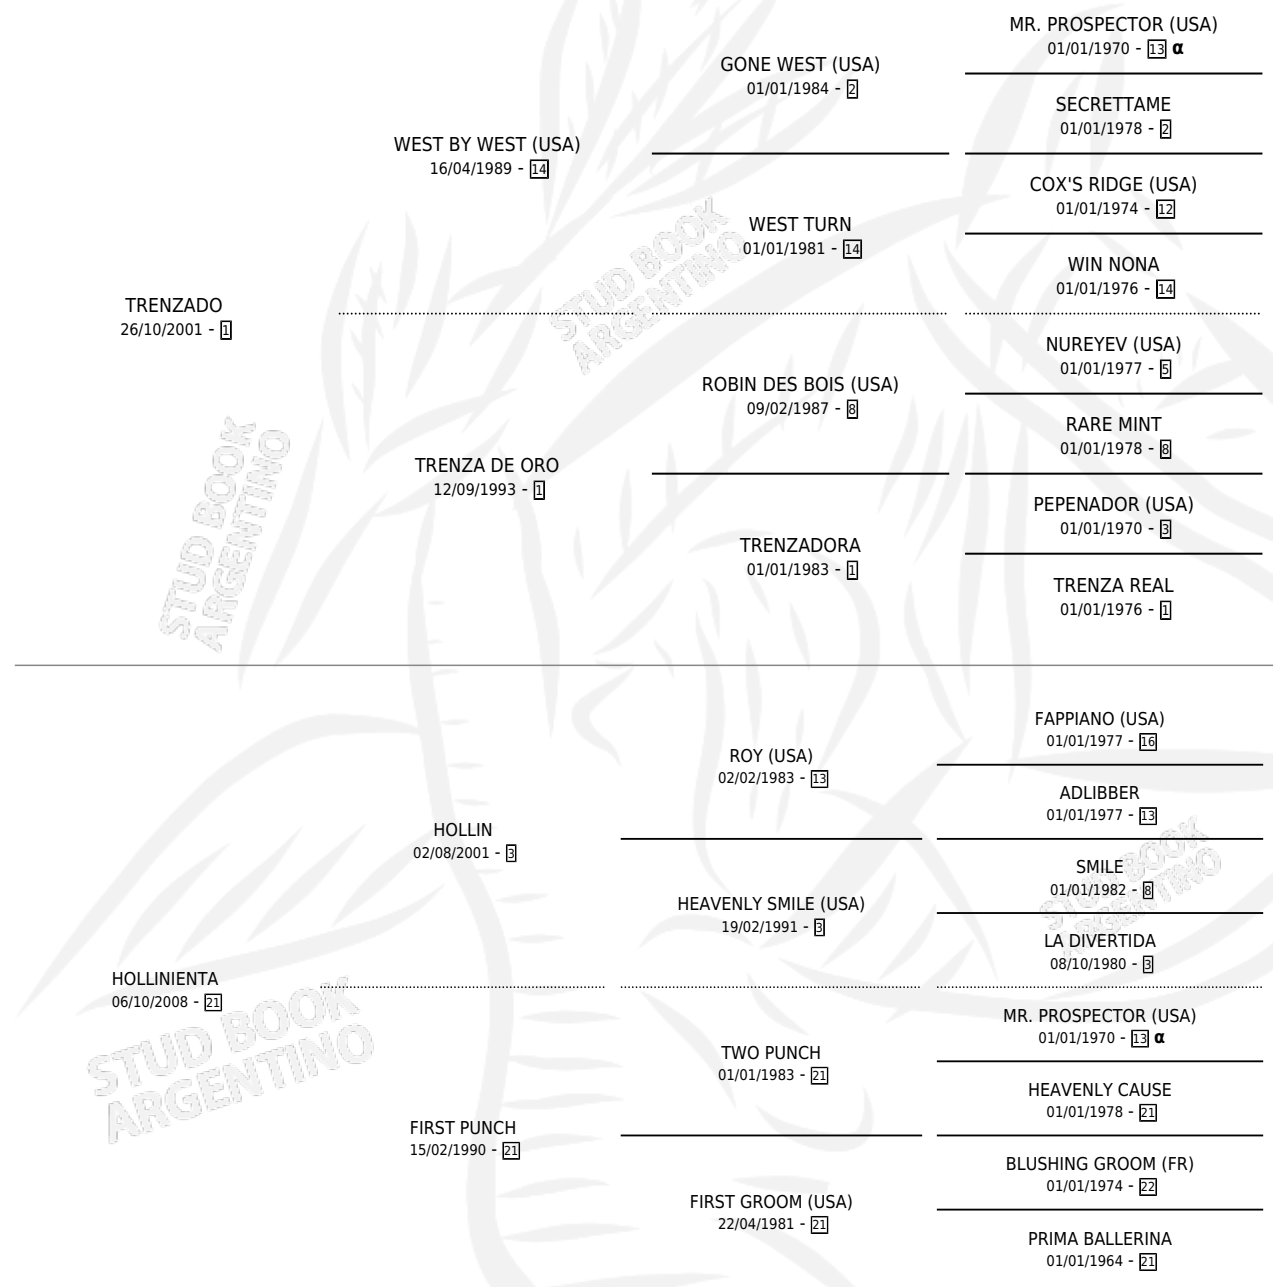 MR. PROSPECTOR (USA)
01/01/1970 - 13 α
GONE WEST (USA)
01/01/1984 - 2
SECRETTAME
01/01/1978 - 2
WEST BY WEST (USA)
16/04/1989 - 14
COX'S RIDGE (USA)
01/01/1974 - 12
WEST TURN
01/01/1981 - 14
WIN NONA
01/01/1976 - 14
TRENZADO
26/10/2001 - 1
NUREYEV (USA)
01/01/1977 - 5
ROBIN DES BOIS (USA)
09/02/1987 - 8
RARE MINT
01/01/1978 - 8
TRENZA DE ORO
12/09/1993 - 1
PEPENADOR (USA)
01/01/1970 - 3
TRENZADORA
01/01/1983 - 1
TRENZA REAL
01/01/1976 - 1
STUD BOOK
ARGENTINO
STUD BOOK
ARGENTINO
FAPPIANO (USA)
01/01/1977 - 16
ROY (USA)
02/02/1983 - 13
ADLIBBER
01/01/1977 - 13
HOLLIN
02/08/2001 - 3
SMILE
01/01/1982 - 8
HEAVENLY SMILE (USA)
19/02/1991 - 3
LA DIVERTIDA
08/10/1980 - 3
HOLLINIENTA
06/10/2008 - 21
MR. PROSPECTOR (USA)
01/01/1970 - 13 α
TWO PUNCH
01/01/1983 - 21
HEAVENLY CAUSE
01/01/1978 - 21
FIRST PUNCH
15/02/1990 - 21
BLUSHING GROOM (FR)
01/01/1974 - 22
FIRST GROOM (USA)
22/04/1981 - 21
PRIMA BALLERINA
01/01/1964 - 21
STUD BOOK
ARGENTINO
STUD BOOK
ARGENTINO